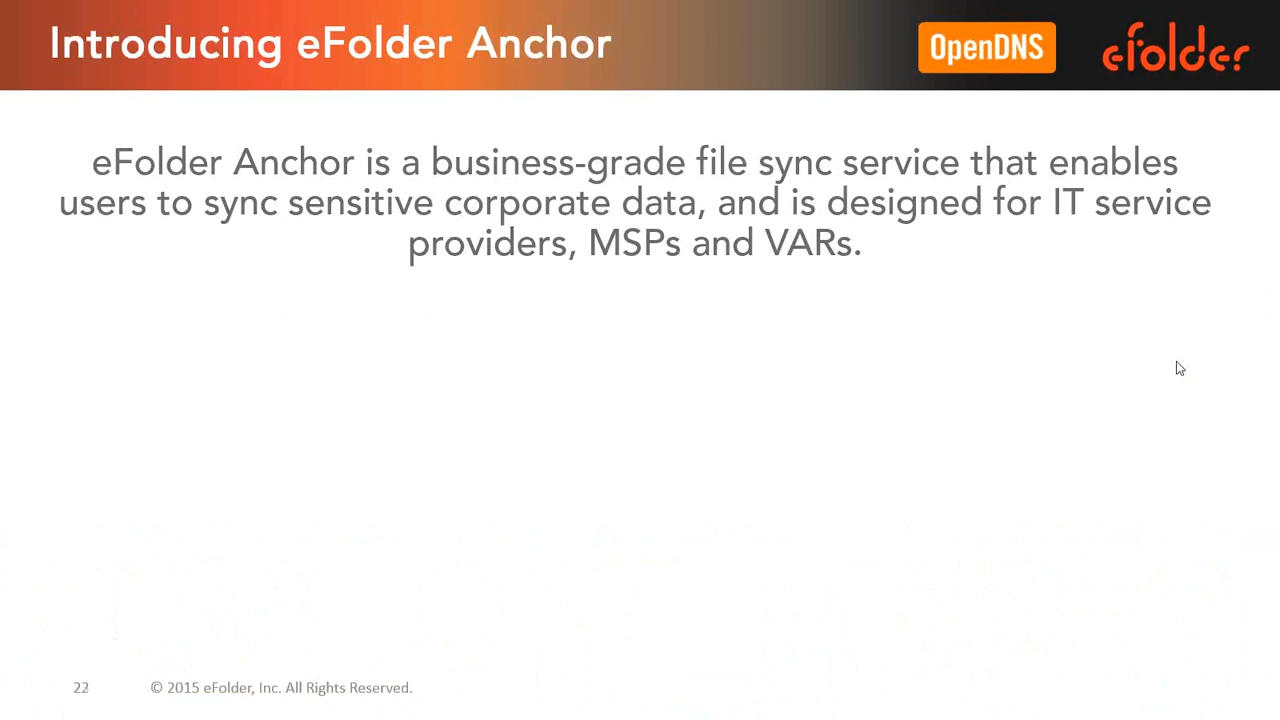 Introducing eFolder Anchor
OpenDNS
eFolder
eFolder Anchor is a business-grade file sync service that enables
users to sync sensitive corporate data, and is designed for IT service
providers, MSPs and VARs.
22
© 2015 eFolder, Inc. All Rights Reserved.